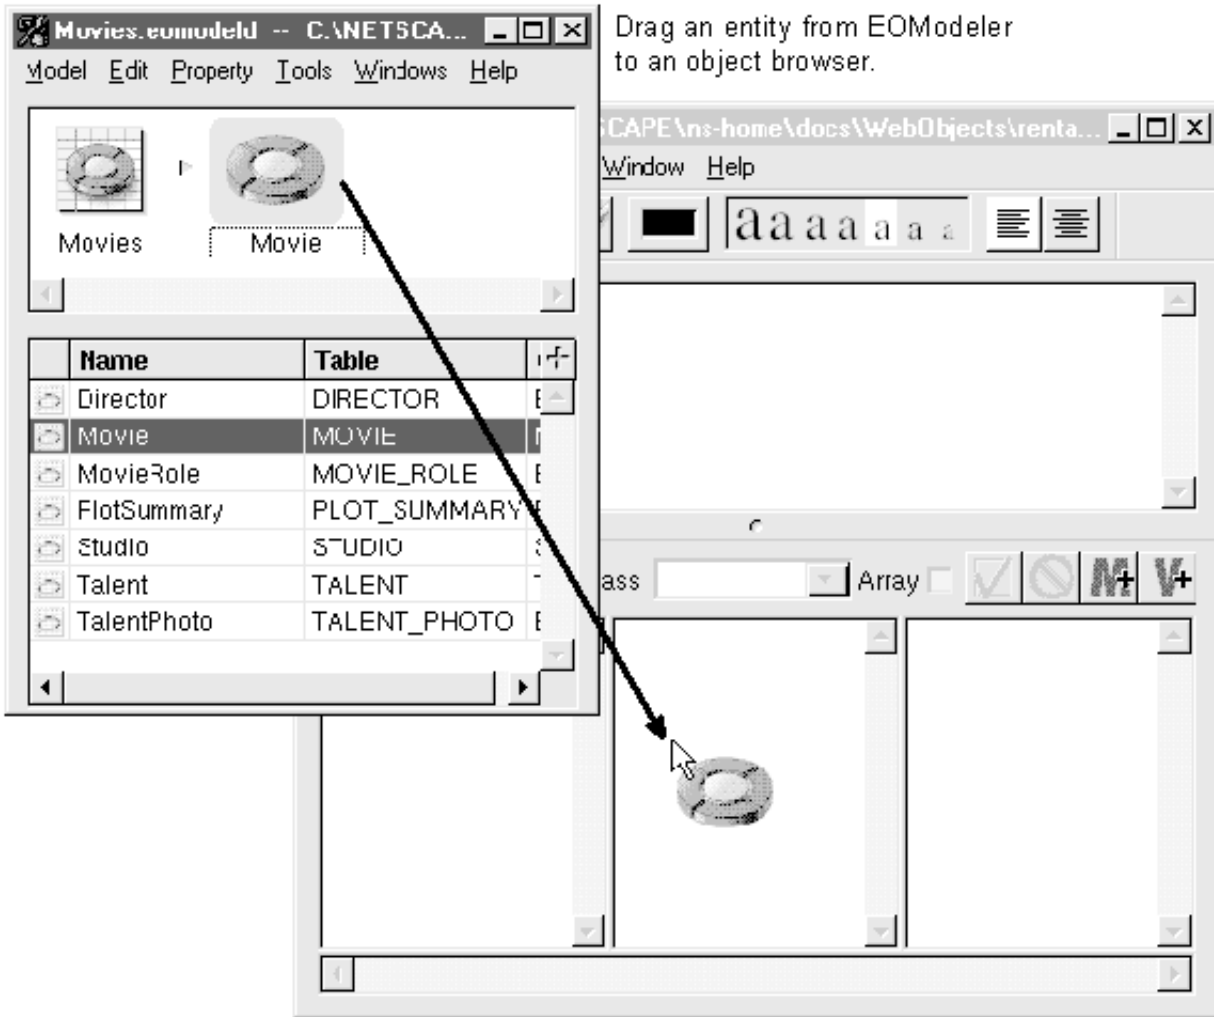 Movies.eomodeld -- C:\NETSCA...
Drag an entity from EOModeler
to an object browser.
Model Edit Property Tools Windows Help
SCAPE\ns-home\docs\WebObjects\renta...
Window Help
a a a a a a a
Movies Movie
Name Table
Director DIRECTOR
Movie MOVIE
MovieRole MOVIE_ROLE
PlotSummary PLOT_SUMMARY
Studio STUDIO
Talent TALENT
TalentPhoto TALENT_PHOTO
ass Array M+ V+